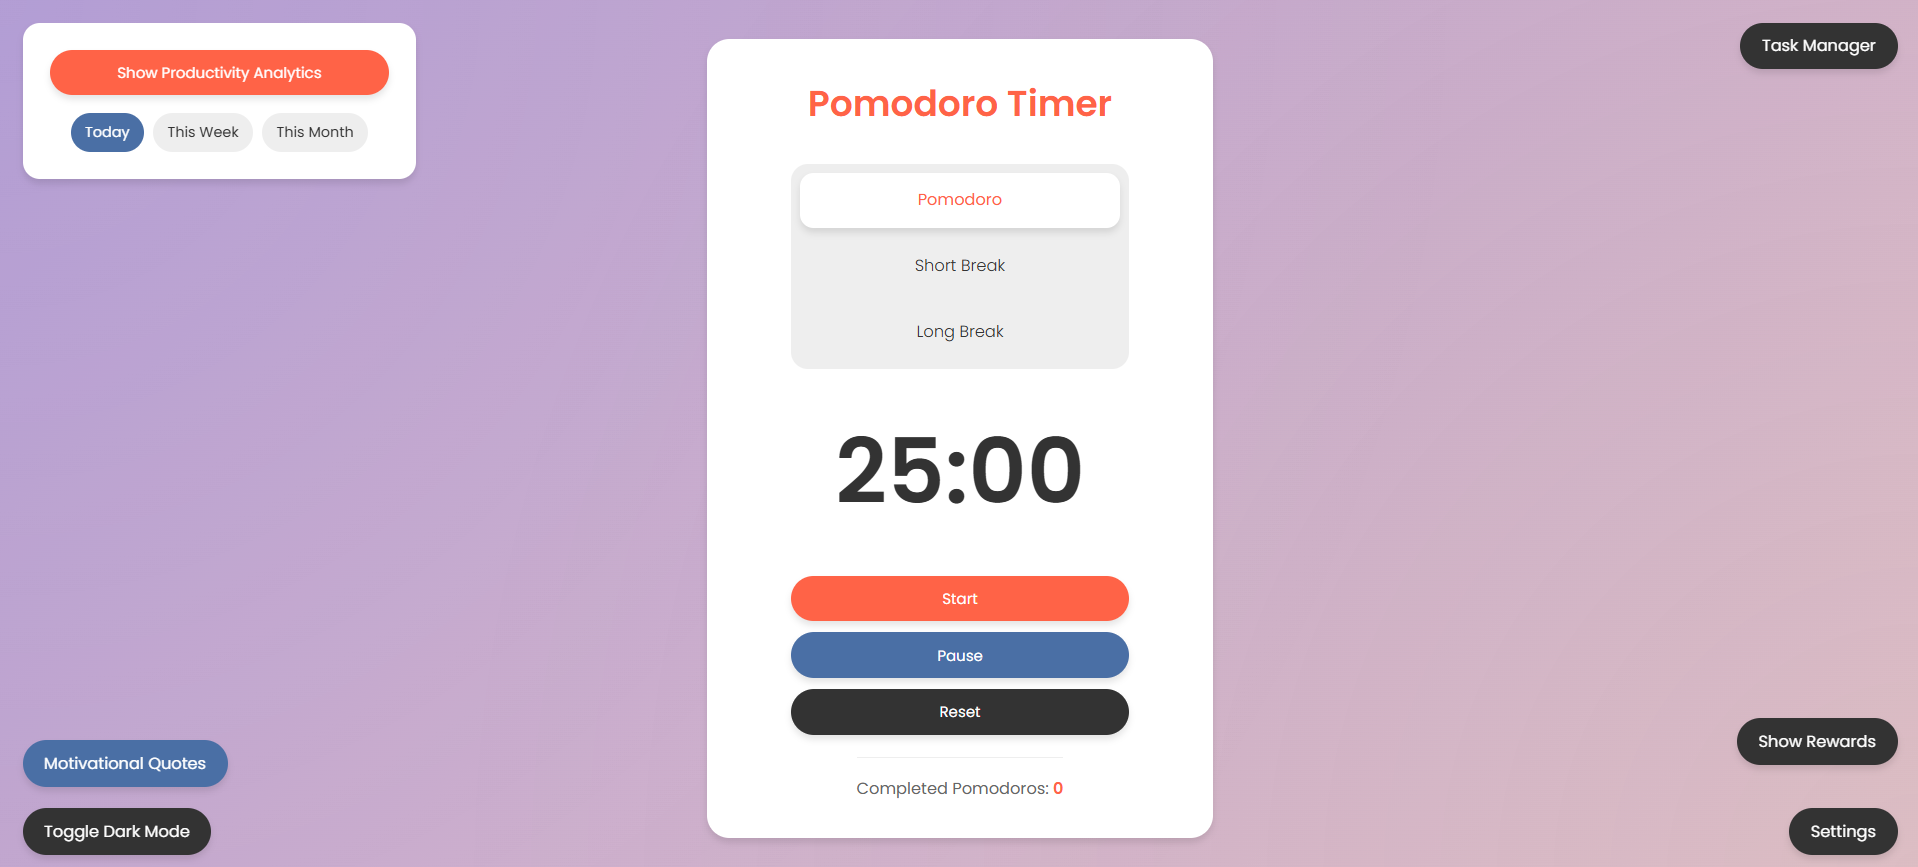 Show Productivity Analytics
Today This Week This Month
Pomodoro Timer
Pomodoro
Short Break
Long Break
25:00
Start
Pause
Reset
Completed Pomodoros: 0
Task Manager
Motivational Quotes
Toggle Dark Mode
Show Rewards
Settings